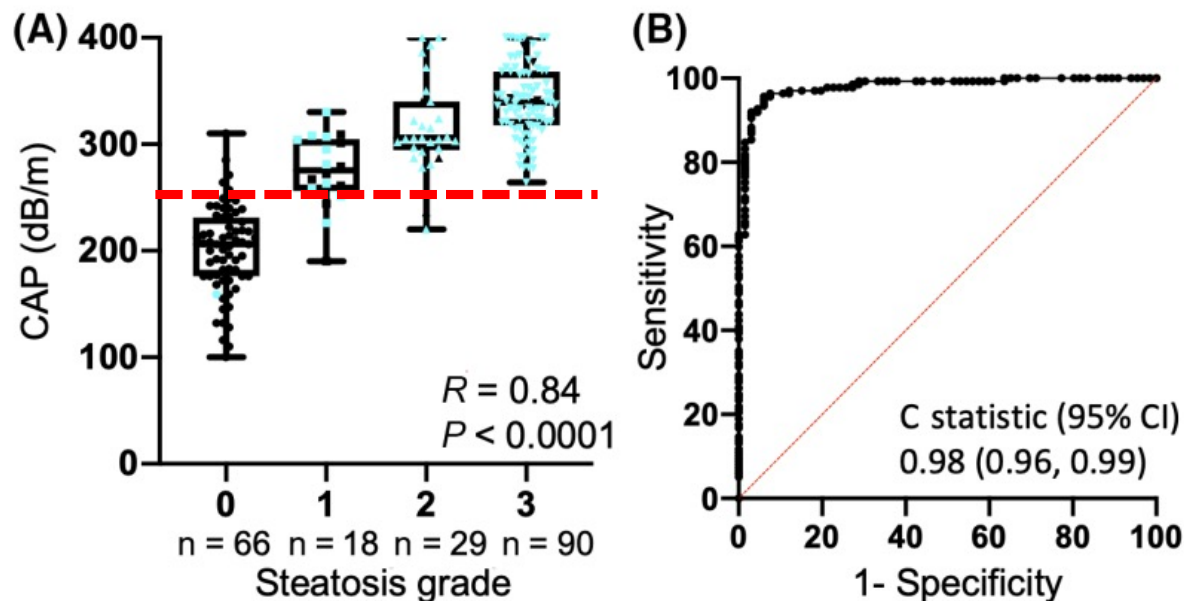 (A)
400
300
200
100
0
CAP (dB/m)
R = 0.84
P < 0.0001
0 1 2 3
n = 66 n = 18 n = 29 n = 90
Steatosis grade
(B)
100
80
60
40
20
0
Sensitivity
C statistic (95% CI)
0.98 (0.96, 0.99)
0 20 40 60 80 100
1- Specificity